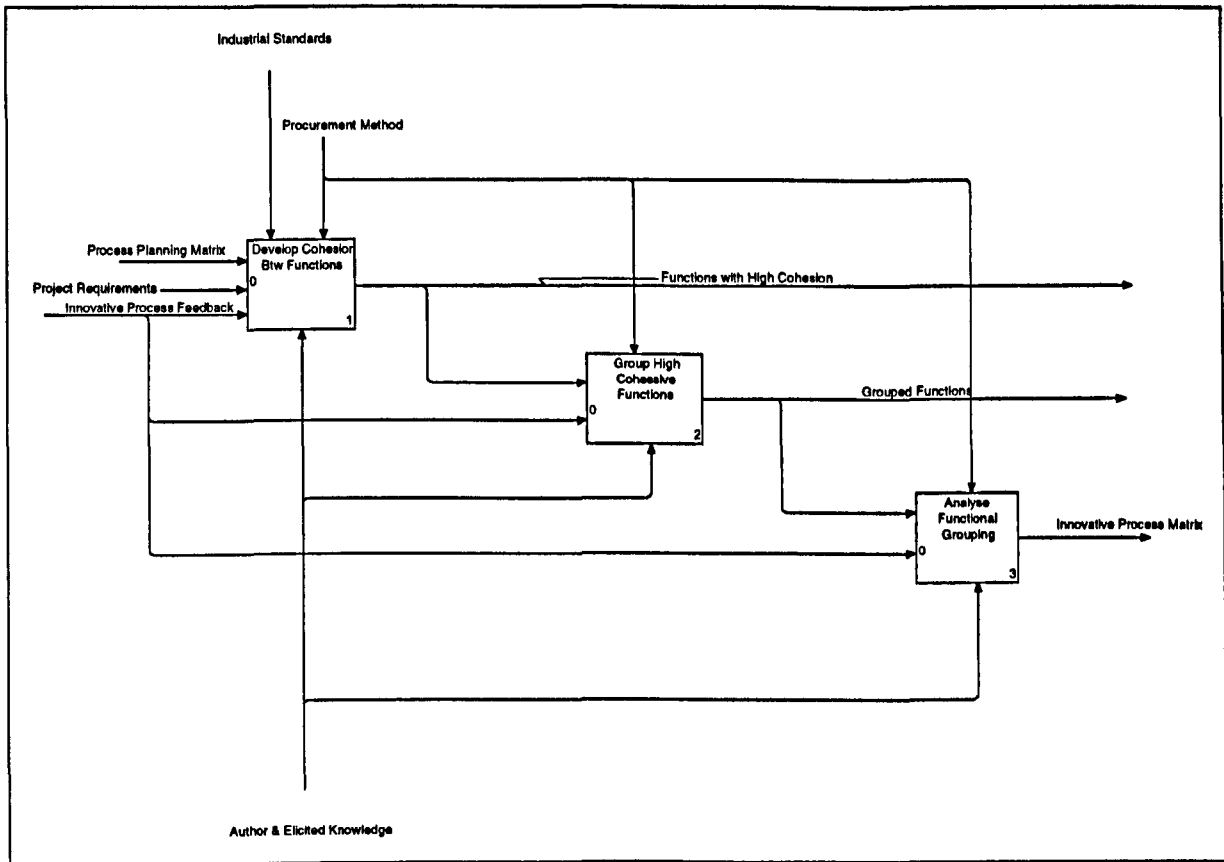 Industrial Standards
Procurement Method
Process Planning Matrix
Develop Cohesion
Btw Functions
0
Project Requirements
Innovative Process Feedback
1
Functions with High Cohesion
Group High
Cohessive
Functions
0
2
Grouped Functions
Analyse
Functional
Grouping
0
3
Innovative Process Matrix
Author & Elicited Knowledge